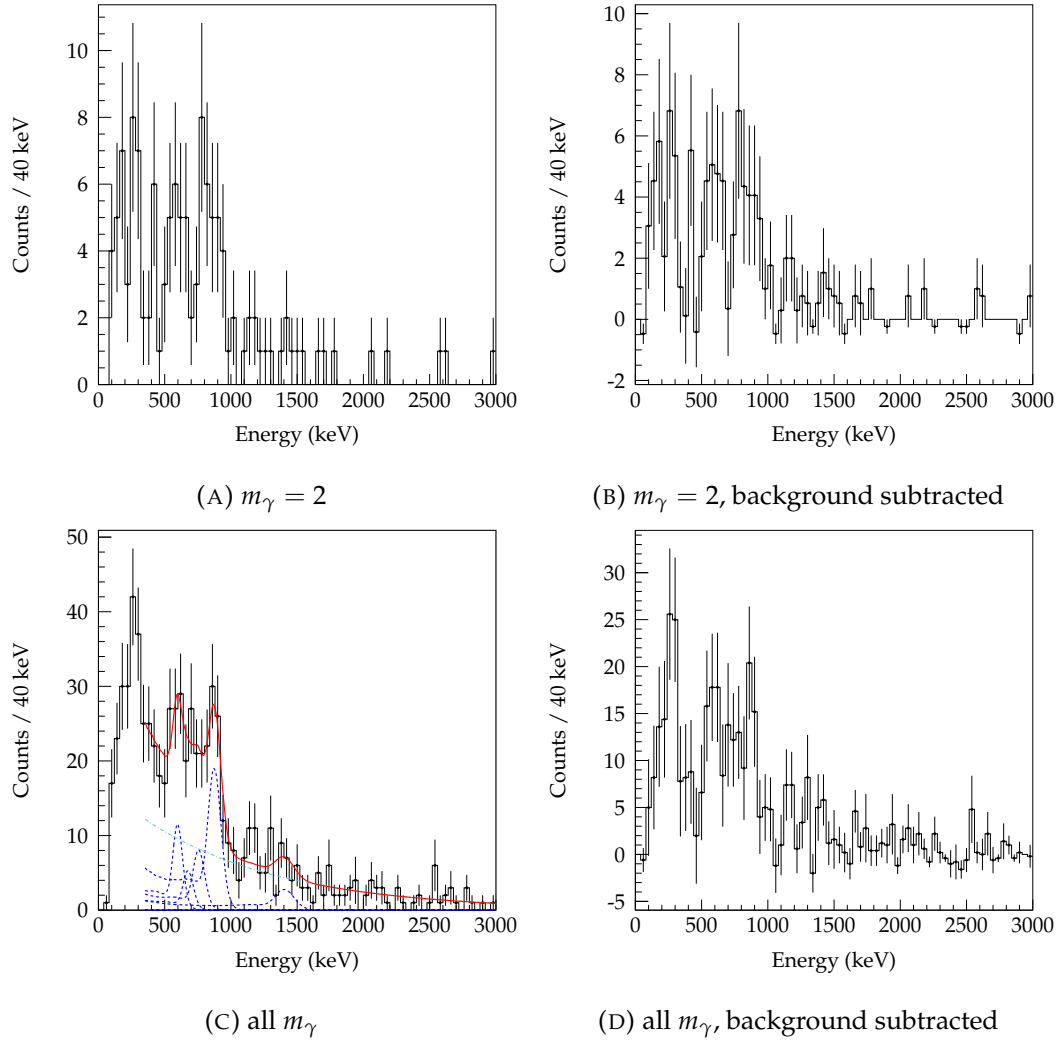 10
8
6
4
2
0
Counts / 40 keV
0 500 1000 1500 2000 2500 3000
Energy (keV)
(A) mγ = 2
10
8
6
4
2
0
−2
Counts / 40 keV
0 500 1000 1500 2000 2500 3000
Energy (keV)
(B) mγ = 2, background subtracted
50
40
30
20
10
0
Counts / 40 keV
0 500 1000 1500 2000 2500 3000
Energy (keV)
(C) all mγ
30
25
20
15
10
5
0
-5
Counts / 40 keV
0 500 1000 1500 2000 2500 3000
Energy (keV)
(D) all mγ, background subtracted